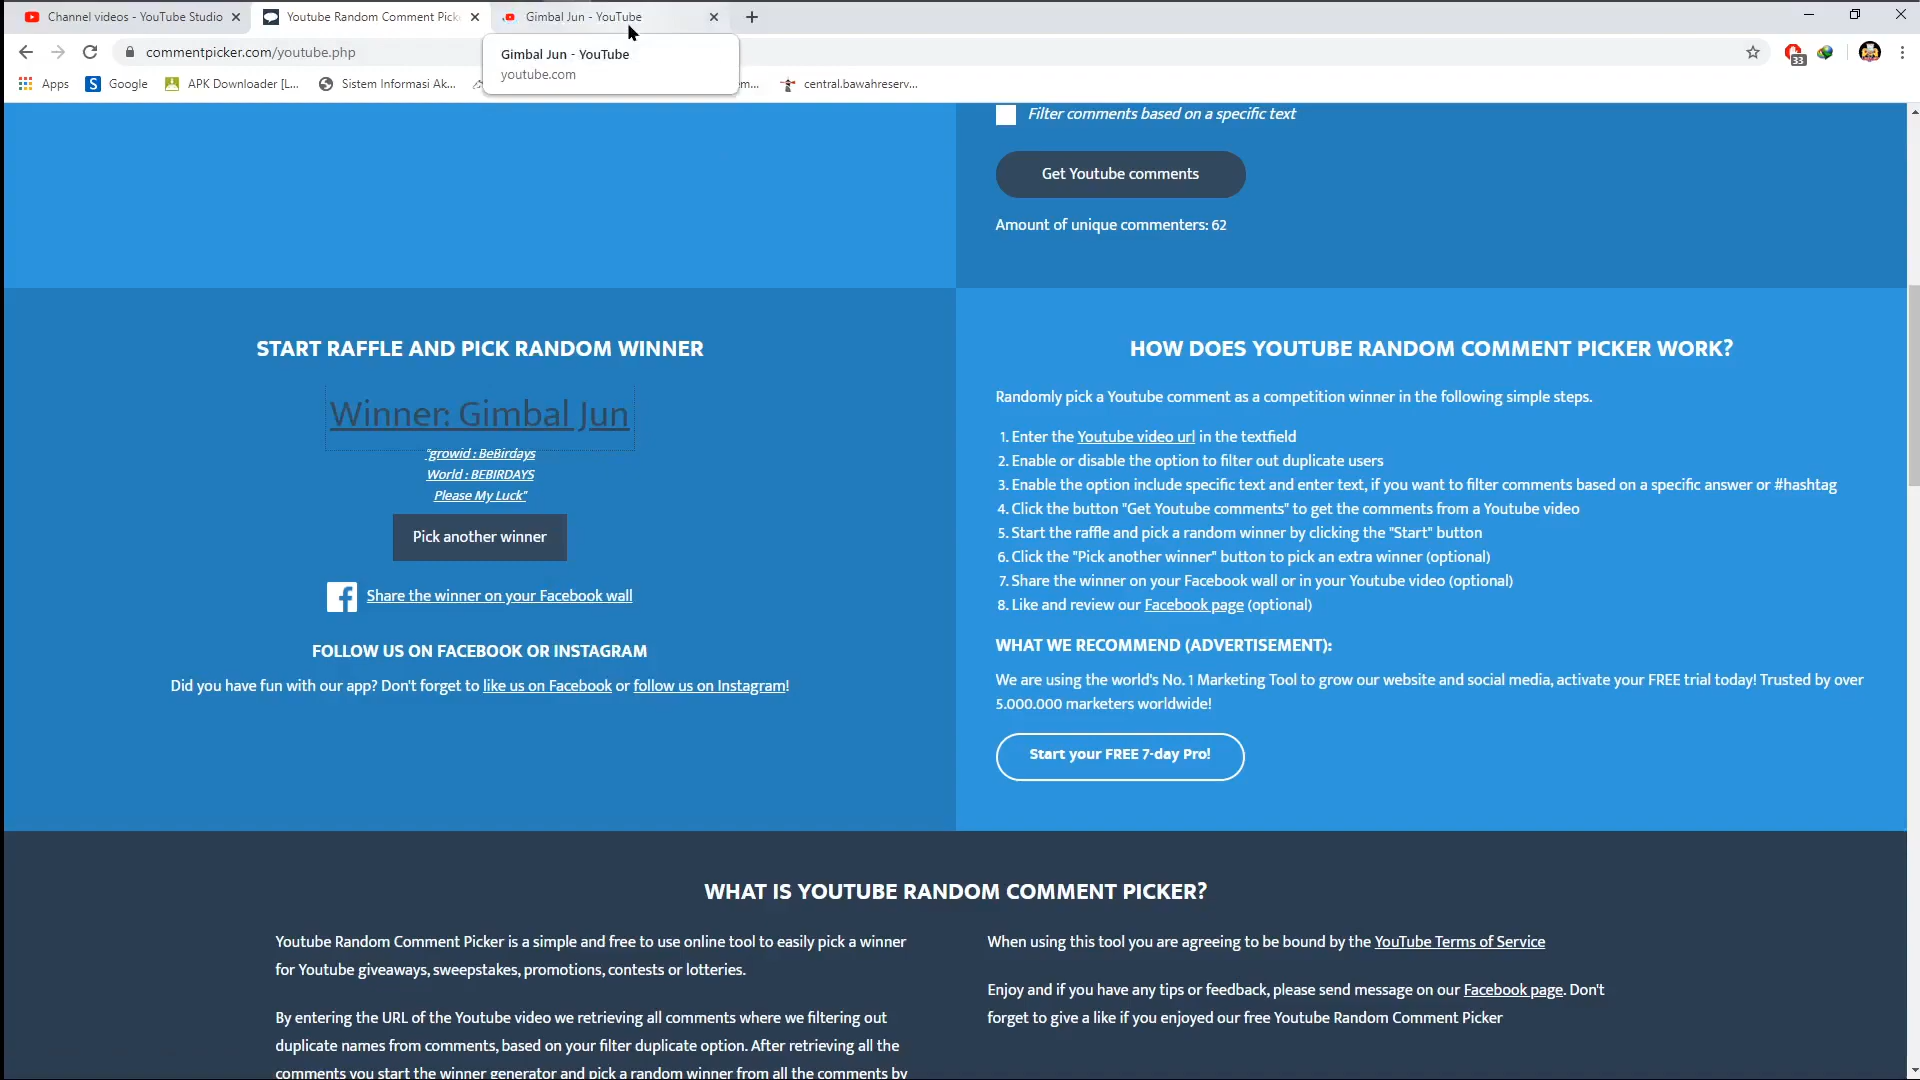 Channel videos - YouTube Studio
Youtube Random Comment Pick
Gimbal Jun - YouTube
commentpicker.com/youtube.php
33
Gimbal Jun - YouTube
youtube.com
Apps
Google
APK Downloader [L...
Sistem Informasi Ak...
em...
central.bawahreserv...
Filter comments based on a specific text
Get Youtube comments
Amount of unique commenters: 62
START RAFFLE AND PICK RANDOM WINNER
Winner: Gimbal Jun
"growid : BeBirdays
World : BEBIRDAYS
Please My Luck"
Pick another winner
Share the winner on your Facebook wall
FOLLOW US ON FACEBOOK OR INSTAGRAM
Did you have fun with our app? Don't forget to like us on Facebook or follow us on Instagram!
HOW DOES YOUTUBE RANDOM COMMENT PICKER WORK?
Randomly pick a Youtube comment as a competition winner in the following simple steps.
1. Enter the Youtube video url in the textfield
2. Enable or disable the option to filter out duplicate users
3. Enable the option include specific text and enter text, if you want to filter comments based on a specific answer or #hashtag
4. Click the button "Get Youtube comments" to get the comments from a Youtube video
5. Start the raffle and pick a random winner by clicking the "Start" button
6. Click the "Pick another winner" button to pick an extra winner (optional)
7. Share the winner on your Facebook wall or in your Youtube video (optional)
8. Like and review our Facebook page (optional)
WHAT WE RECOMMEND (ADVERTISEMENT):
We are using the world's No. 1 Marketing Tool to grow our website and social media, activate your FREE trial today! Trusted by over
5.000.000 marketers worldwide!
Start your FREE 7-day Pro!
WHAT IS YOUTUBE RANDOM COMMENT PICKER?
Youtube Random Comment Picker is a simple and free to use online tool to easily pick a winner
for Youtube giveaways, sweepstakes, promotions, contests or lotteries.
By entering the URL of the Youtube video we retrieving all comments where we filtering out
duplicate names from comments, based on your filter duplicate option. After retrieving all the
comments you start the winner generator and pick a random winner from all the comments by
When using this tool you are agreeing to be bound by the YouTube Terms of Service
Enjoy and if you have any tips or feedback, please send message on our Facebook page. Don't
forget to give a like if you enjoyed our free Youtube Random Comment Picker